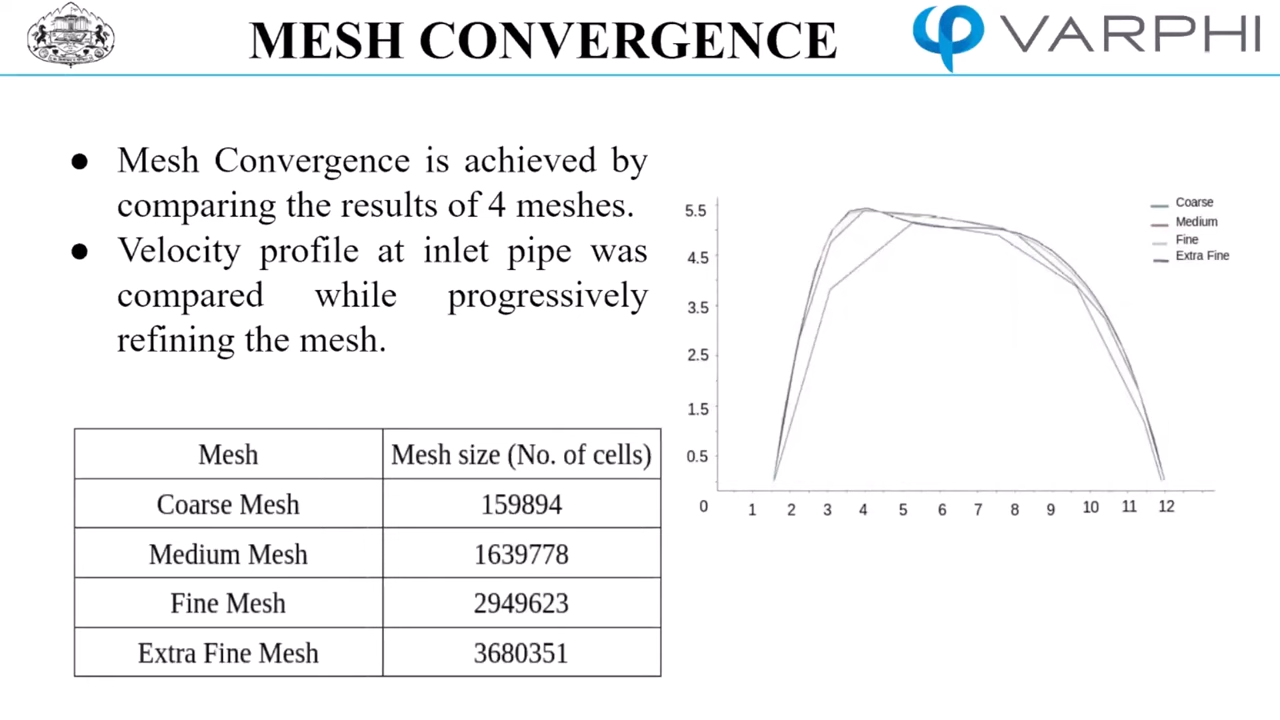 MESH CONVERGENCE
VARPHI
● Mesh Convergence is achieved by
comparing the results of 4 meshes.
● Velocity profile at inlet pipe was
compared while progressively
refining the mesh.
Mesh Mesh size (No. of cells)
Coarse Mesh 159894
Medium Mesh 1639778
Fine Mesh 2949623
Extra Fine Mesh 3680351
5.5
4.5
3.5
2.5
1.5
0.5
0 1 2 3 4 5 6 7 8 9 10 11 12
Coarse
Medium
Fine
Extra Fine